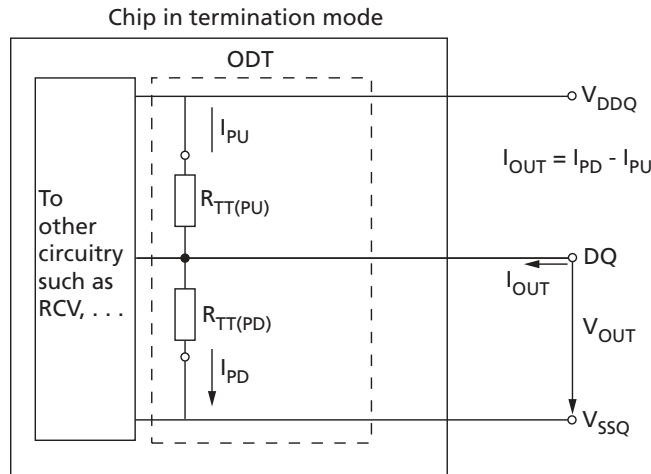 Chip in termination mode
ODT
V_DDQ
I_PU
I_OUT = I_PD - I_PU
To
other
circuitry
such as
RCV, . . .
R_TT(PU)
DQ
I_OUT
R_TT(PD)
V_OUT
I_PD
V_SSQ